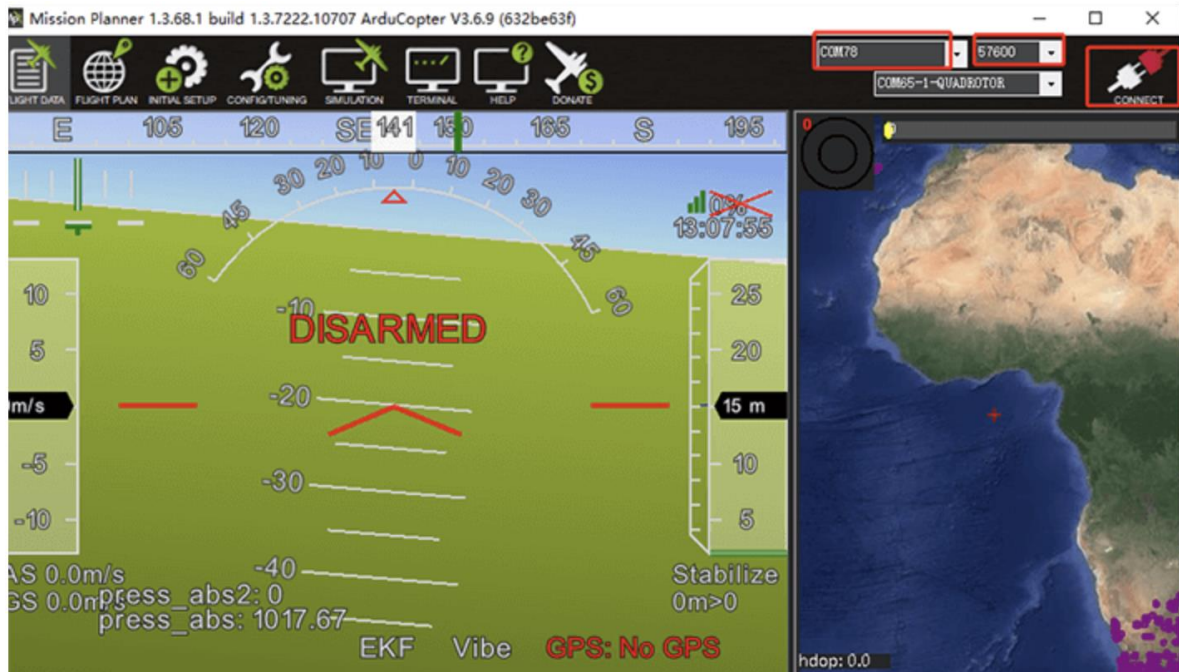 Mission Planner 1.3.68.1 build 1.3.7222.10707 ArduCopter V3.6.9 (632be63f)
COM78 57600
COM65-1-QUADROTOR
LIGHT DATA FLIGHT PLAN INITIAL SETUP CONFIG/TUNING SIMULATION TERMINAL HELP DONATE CONNECT
E 105 120 SE 141 150 165 S 195
0
60 45 30 20 10 0 10 20 30 45 60
0%
13:07:55
DISARMED
-10
-20
-30
-40
10
5
0m/s
-5
-10
25
20
15 m
10
5
AS 0.0m/s
GS 0.0m/s
press_abs2: 0
press_abs: 1017.67
Stabilize
0m>0
EKF Vibe GPS: No GPS
hdop: 0.0